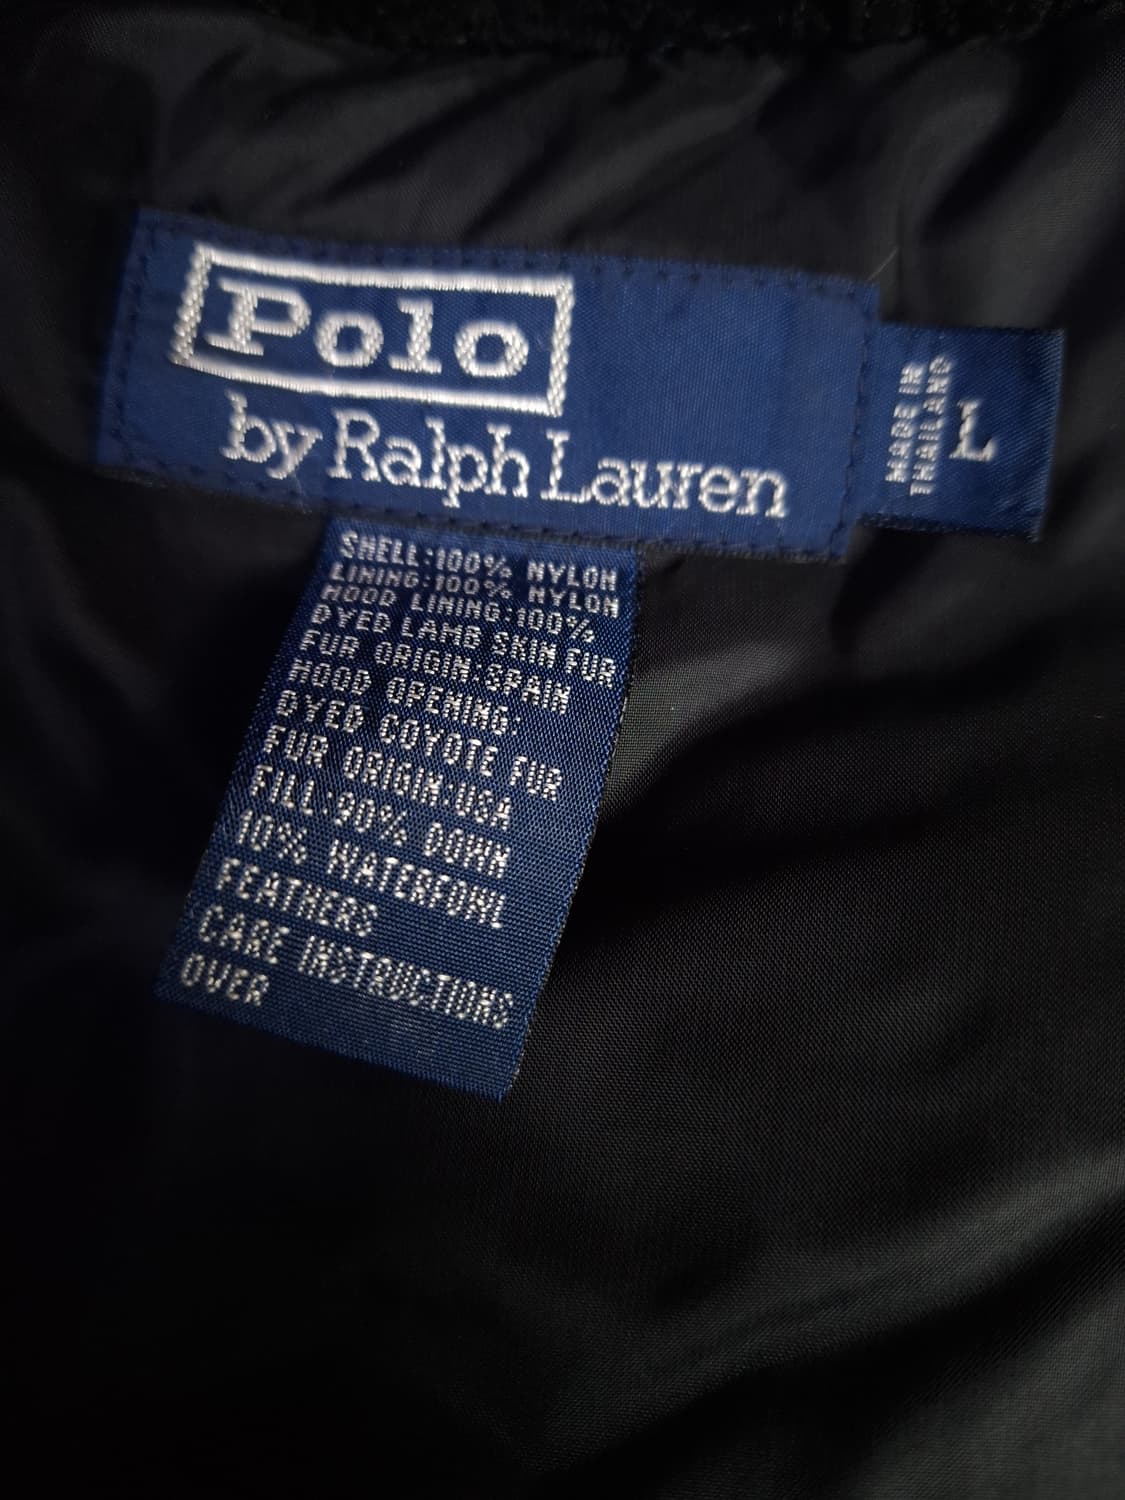 Polo
by Ralph Lauren
MADE IN
THAILAND
L
SHELL:100% NYLON
LINING:100% NYLON
HOOD LINING:100%
DYED LAMB SKIN FUR
FUR ORIGIN:SPAIN
HOOD OPENING:
DYED COYOTE FUR
FUR ORIGIN:USA
FILL:90% DOWN
10% WATERFOWL
FEATHERS
CARE INSTRUCTIONS
OVER